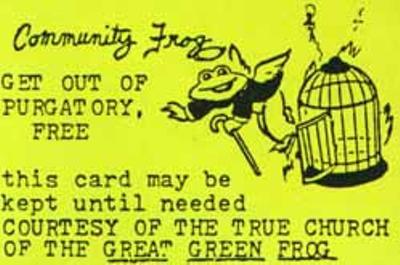 Community Frog
GET OUT OF
PURGATORY,
FREE
this card may be
kept until needed
COURTESY OF THE TRUE CHURCH
OF THE GREAT GREEN FROG